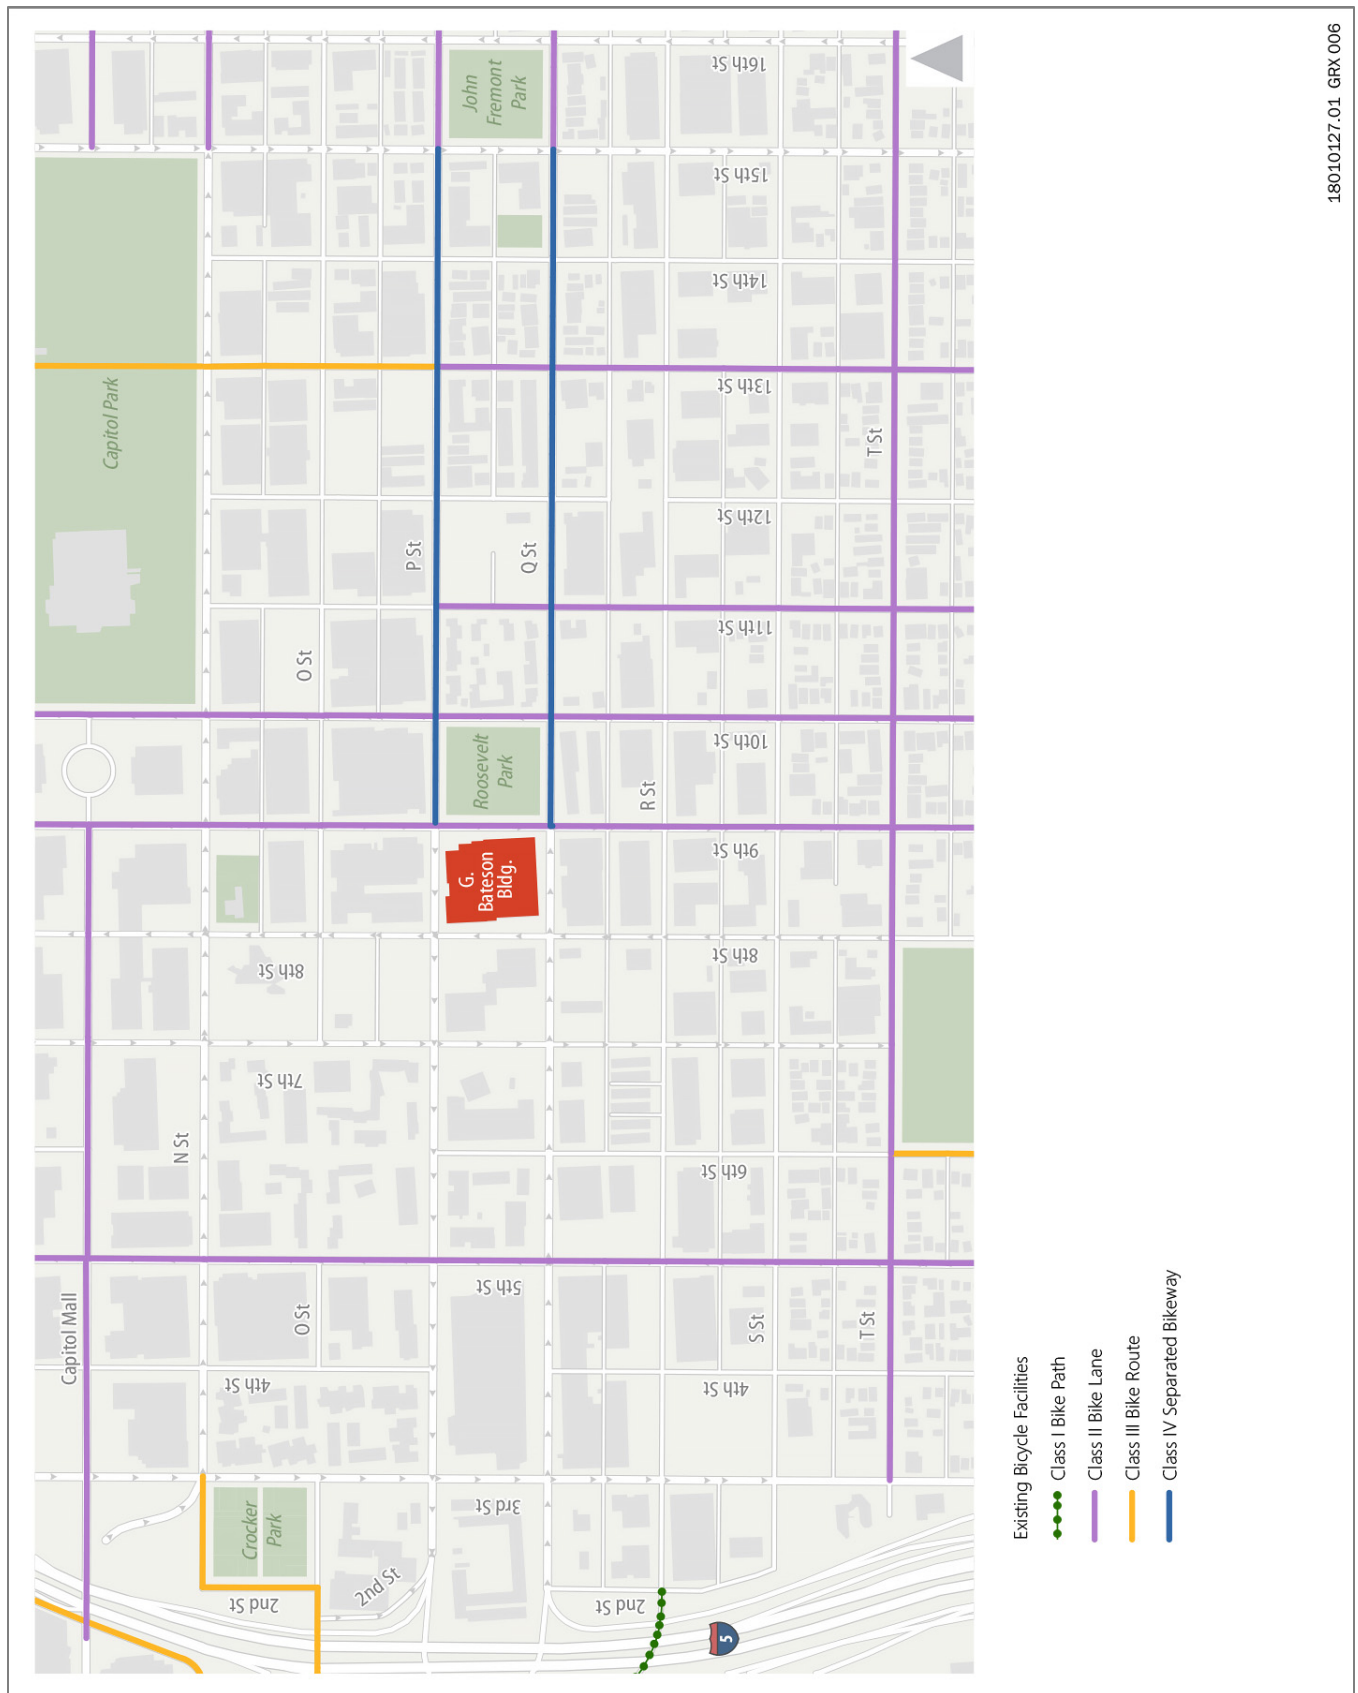 18010127.01 GRX 006
16th St
John
Fremont
Park
15th St
14th St
13th St
Capitol Park
T St
12th St
P St
Q St
11th St
O St
10th St
Roosevelt
Park
R St
9th St
G.
Bateson
Bldg.
8th St
8th St
7th St
N St
6th St
5th St
Capitol Mall
O St
S St
T St
4th St
4th St
3rd St
Crocker
Park
2nd St
2nd St
2nd St
5
Existing Bicycle Facilities
Class I Bike Path
Class II Bike Lane
Class III Bike Route
Class IV Separated Bikeway